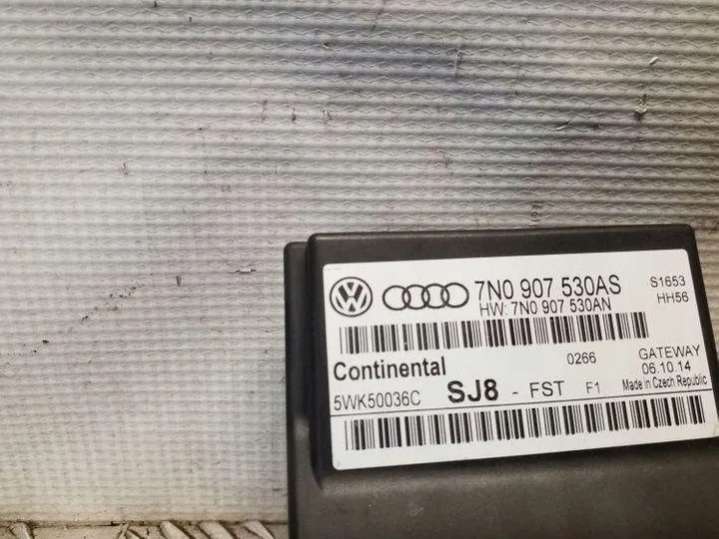 7N0 907 530AS S1653
HW: 7N0 907 530AN HH56
Continental 0266 GATEWAY
06.10.14
5WK50036C SJ8 - FST F1 Made in Czech Republic